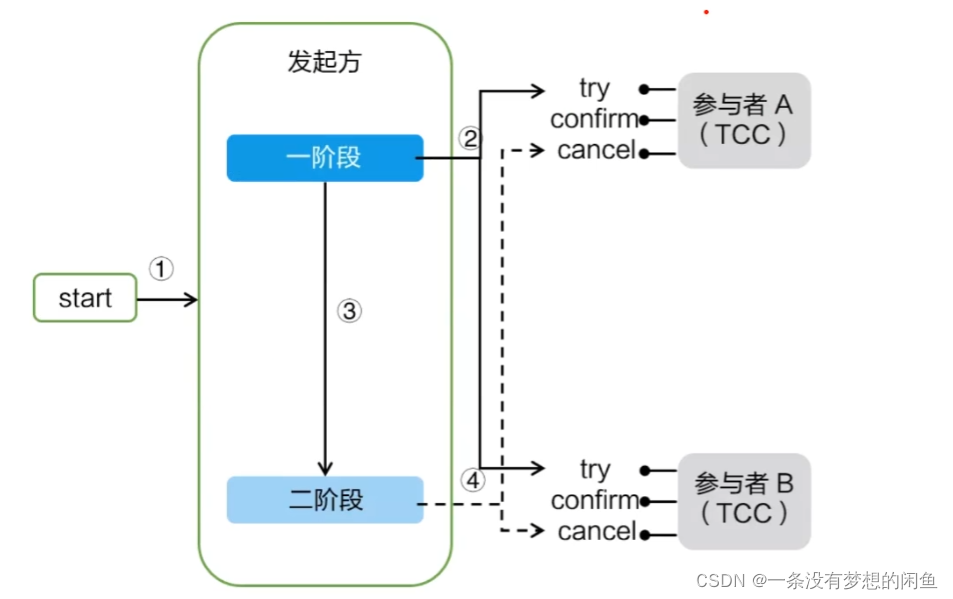 发起方
一阶段
②
try
confirm
cancel
参与者 A
（TCC）
start
①
③
二阶段
④
try
confirm
cancel
参与者 B
（TCC）
CSDN @一条没有梦想的闲鱼